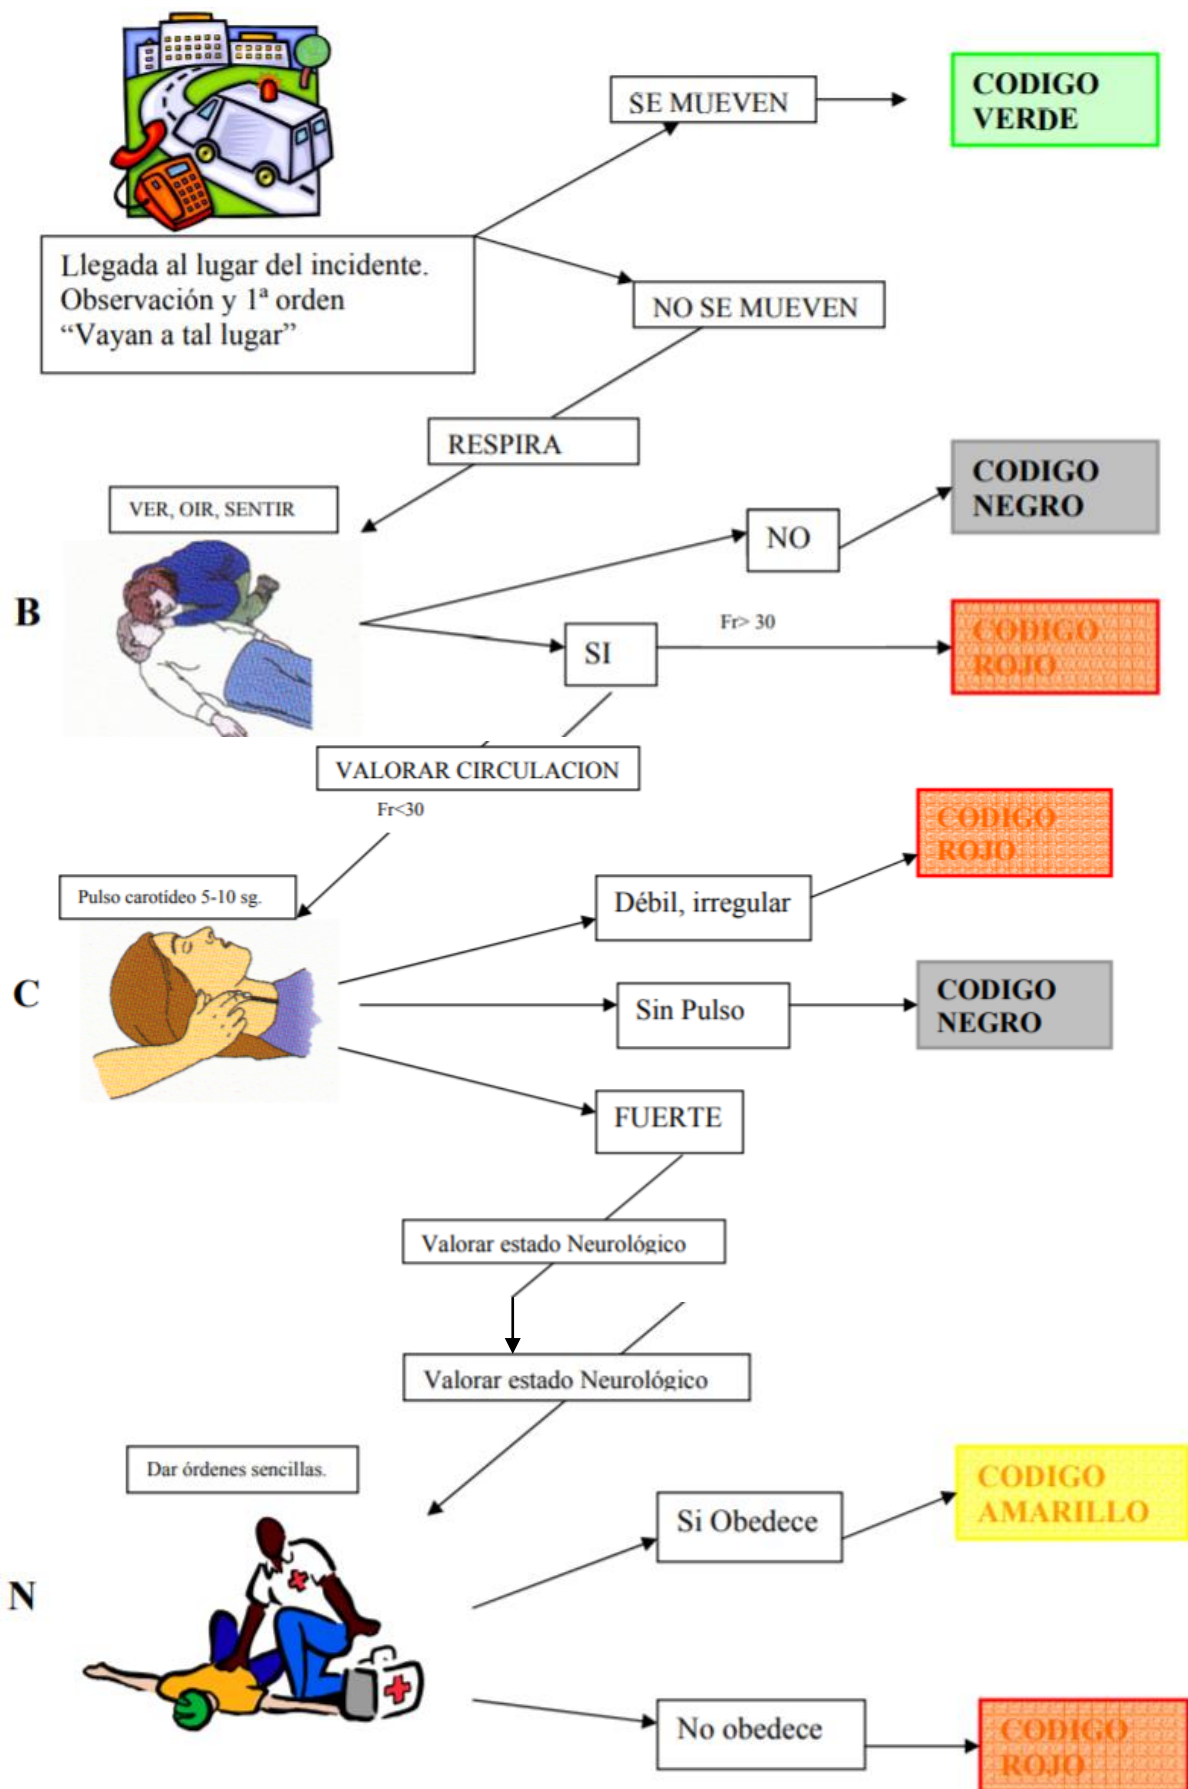 SE MUEVEN
CODIGO
VERDE
Llegada al lugar del incidente.
Observación y 1ª orden
“Vayan a tal lugar”
NO SE MUEVEN
RESPIRA
CODIGO
NEGRO
VER, OIR, SENTIR
NO
B
SI
Fr> 30
CODIGO
ROJO
VALORAR CIRCULACION
Fr<30
CODIGO
ROJO
Pulso carotídeo 5-10 sg.
Débil, irregular
C
Sin Pulso
CODIGO
NEGRO
FUERTE
Valorar estado Neurológico
Valorar estado Neurológico
Dar órdenes sencillas.
CODIGO
AMARILLO
Si Obedece
N
No obedece
CODIGO
ROJO